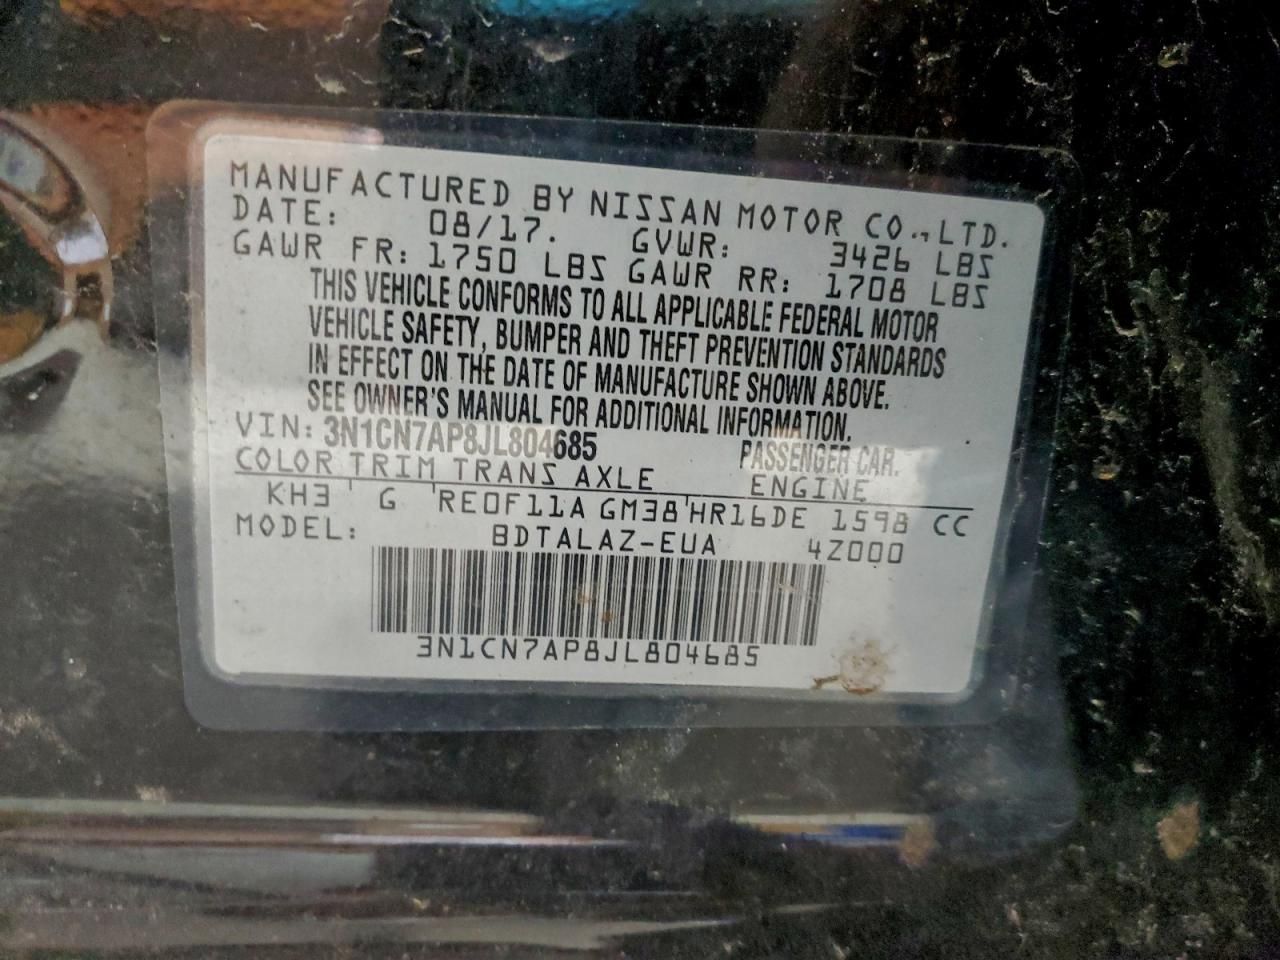 MANUFACTURED BY NISSAN MOTOR CO.,LTD.
DATE: 08/17. GVWR: 3426 LBS
GAWR FR: 1750 LBS GAWR RR: 1708 LBS
THIS VEHICLE CONFORMS TO ALL APPLICABLE FEDERAL MOTOR
VEHICLE SAFETY, BUMPER AND THEFT PREVENTION STANDARDS
IN EFFECT ON THE DATE OF MANUFACTURE SHOWN ABOVE.
SEE OWNER'S MANUAL FOR ADDITIONAL INFORMATION.
VIN: 3N1CN7AP8JL804685 PASSENGER CAR.
COLOR TRIM TRANS AXLE ENGINE
KH3 G RE0F11A GM38 HR16DE 1598 CC
MODEL: BDTALAZ-EUA 4Z000
3N1CN7AP8JL804685